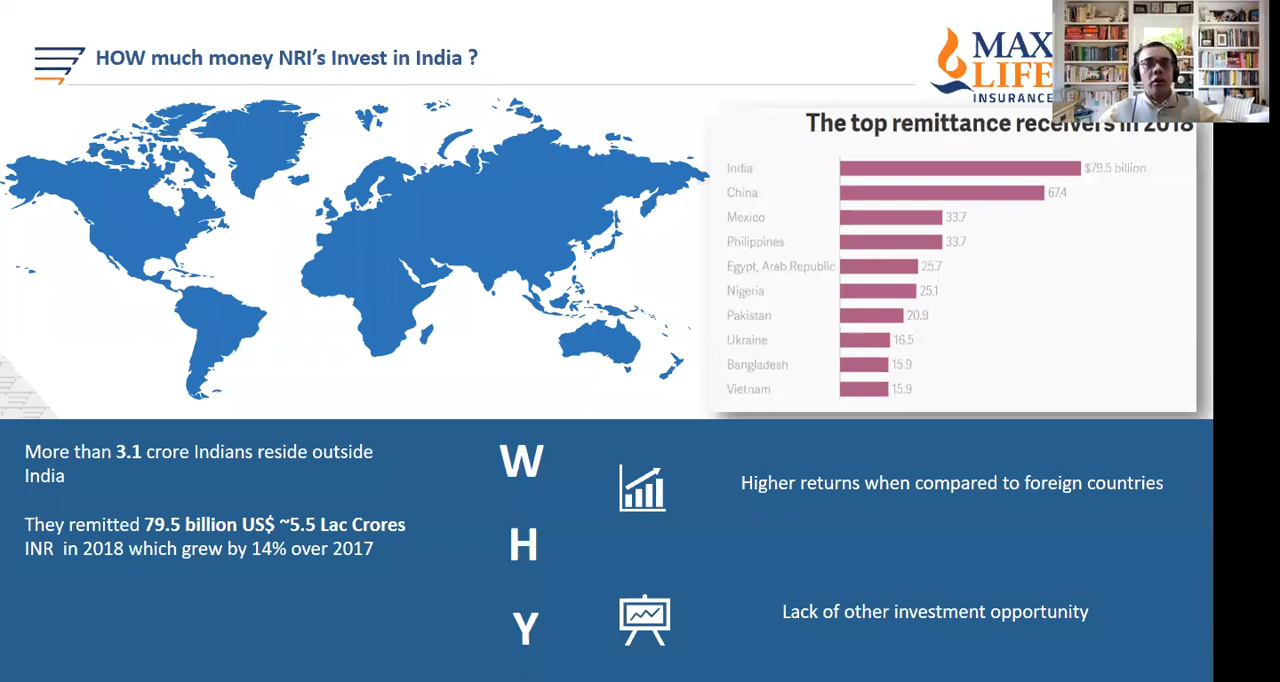 HOW much money NRI's Invest in India ?
MAX
LIFE
INSURANCE
The top remittance receivers in 2018
India $79.5 billion
China 67.4
Mexico 33.7
Philippines 33.7
Egypt, Arab Republic 25.7
Nigeria 25.1
Pakistan 20.9
Ukraine 16.5
Bangladesh 15.9
Vietnam 15.9
More than 3.1 crore Indians reside outside
India
They remitted 79.5 billion US$ ~5.5 Lac Crores
INR in 2018 which grew by 14% over 2017
W
H
Y
Higher returns when compared to foreign countries
Lack of other investment opportunity